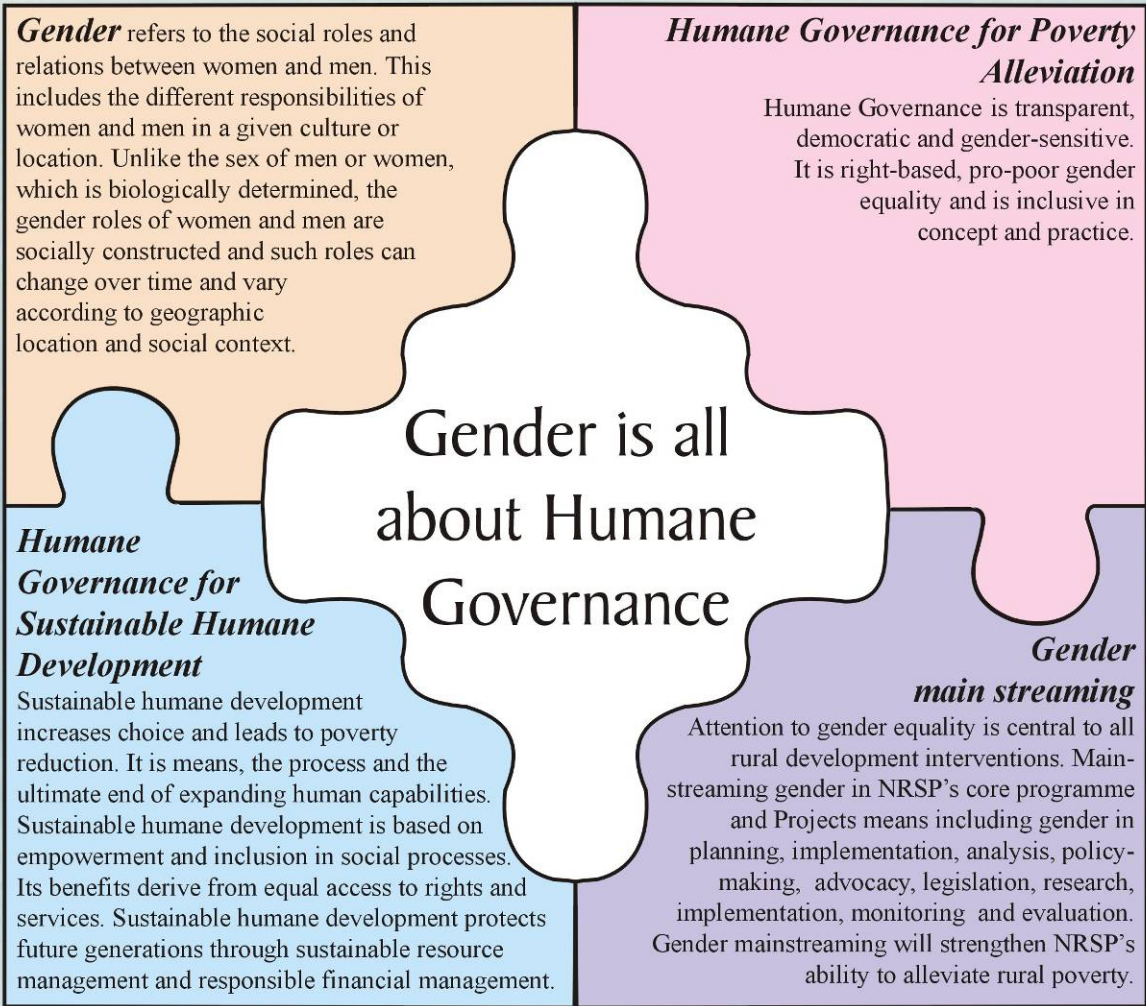 Gender refers to the social roles and
relations between women and men. This
includes the different responsibilities of
women and men in a given culture or
location. Unlike the sex of men or women,
which is biologically determined, the
gender roles of women and men are
socially constructed and such roles can
change over time and vary
according to geographic
location and social context.
Humane Governance for Poverty
Alleviation
Humane Governance is transparent,
democratic and gender-sensitive.
It is right-based, pro-poor gender
equality and is inclusive in
concept and practice.
Gender is all
about Humane
Governance
Humane
Governance for
Sustainable Humane
Development
Sustainable humane development
increases choice and leads to poverty
reduction. It is means, the process and the
ultimate end of expanding human capabilities.
Sustainable humane development is based on
empowerment and inclusion in social processes.
Its benefits derive from equal access to rights and
services. Sustainable humane development protects
future generations through sustainable resource
management and responsible financial management.
Gender
main streaming
Attention to gender equality is central to all
rural development interventions. Main-
streaming gender in NRSP's core programme
and Projects means including gender in
planning, implementation, analysis, policy-
making, advocacy, legislation, research,
implementation, monitoring and evaluation.
Gender mainstreaming will strengthen NRSP's
ability to alleviate rural poverty.